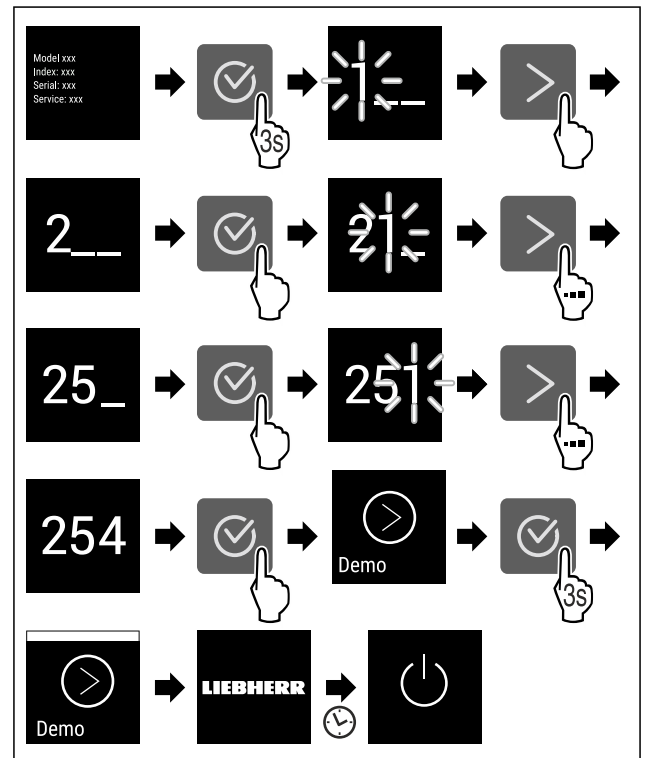 Model xxx
Index: xxx
Serial: xxx
Service: xxx
3s
1__
2__
21_
25_
251
254
Demo
3s
Demo
LIEBHERR